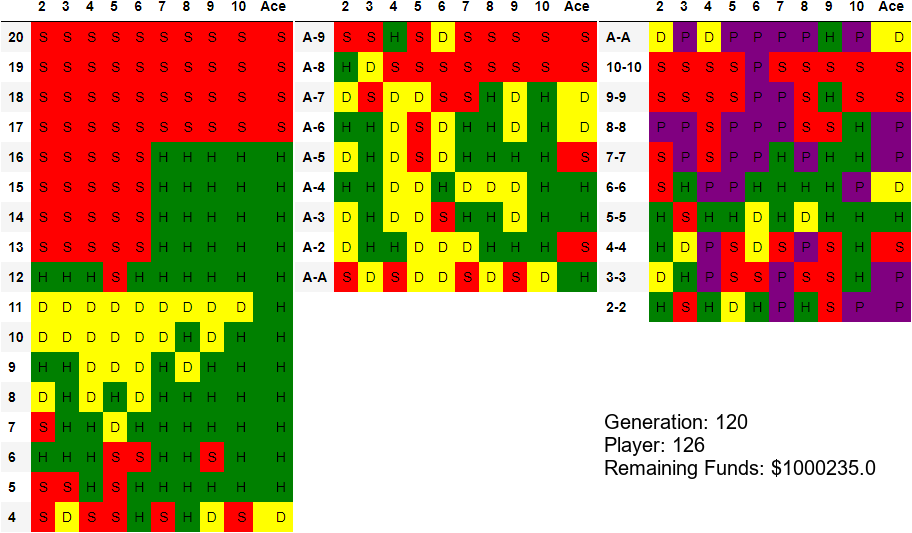 2 3 4 5 6 7 8 9 10 Ace
20 S S S S S S S S S S
19 S S S S S S S S S S
18 S S S S S S S S S S
17 S S S S S S S S S S
16 S S S S S H H H H H
15 S S S S S H H H H H
14 S S S S S H H H H H
13 S S S S S H H H H H
12 H H H S H H H H H H
11 D D D D D D D D D H
10 D D D D D D H D H H
9 H H D D D H D H H H
8 D H D H D H H H H H
7 S H H D H H H H H H
6 H H H S S H H S H H
5 S S H S H H H H H H
4 S D S S H S H D S D
2 3 4 5 6 7 8 9 10 Ace
A-9 S S H S D S S S S S
A-8 H D S S S S S S S S
A-7 D S D D S S H D H D
A-6 H H D S D H H D H D
A-5 D H D S D H H H H S
A-4 H H D D H D D D H H
A-3 D H D D S H H D H H
A-2 D H H D D D H H H S
A-A S D S D D S D S D H
2 3 4 5 6 7 8 9 10 Ace
A-A D P D P P P P H P D
10-10 S S S S P S S S S S
9-9 S S S S P P S H S S
8-8 P P S P P P S S H P
7-7 S P S P P H P H H P
6-6 S H P P H H H H P D
5-5 H S H H D H D H H H
4-4 H D P S D S P S H S
3-3 D H P S S P S S H P
2-2 H S H D H P H S P P
Generation: 120
Player: 126
Remaining Funds: $1000235.0